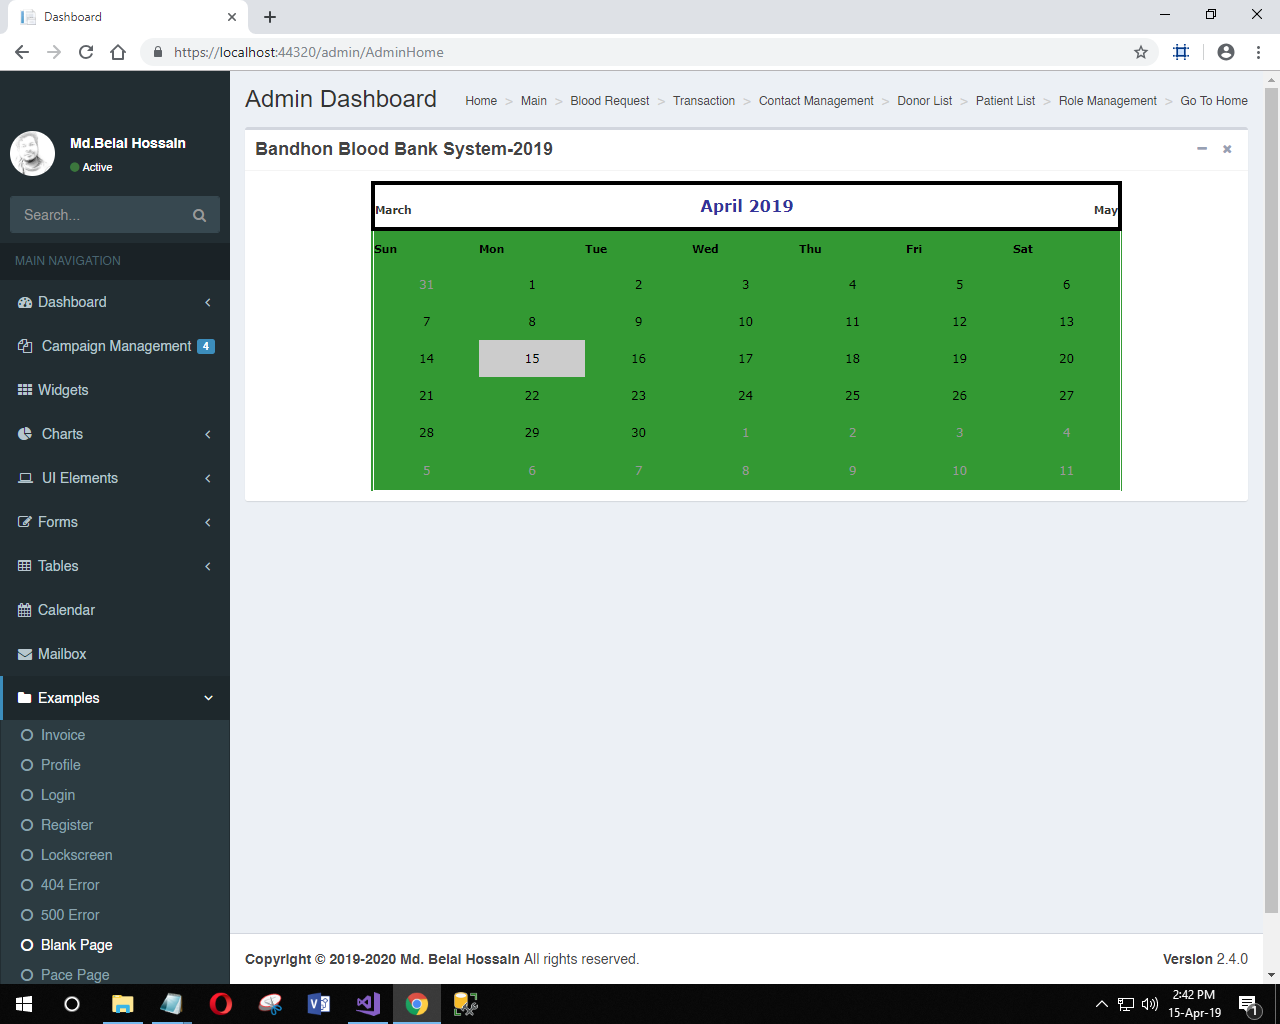 Dashboard
https://localhost:44320/admin/AdminHome
Md.Belal Hossain
Active
Search...
MAIN NAVIGATION
Dashboard
Campaign Management 4
Widgets
Charts
UI Elements
Forms
Tables
Calendar
Mailbox
Examples
Invoice
Profile
Login
Register
Lockscreen
404 Error
500 Error
Blank Page
Pace Page
Admin Dashboard
Home > Main > Blood Request > Transaction > Contact Management > Donor List > Patient List > Role Management > Go To Home
Bandhon Blood Bank System-2019
March April 2019 May
Sun Mon Tue Wed Thu Fri Sat
31 1 2 3 4 5 6
7 8 9 10 11 12 13
14 15 16 17 18 19 20
21 22 23 24 25 26 27
28 29 30 1 2 3 4
5 6 7 8 9 10 11
Copyright © 2019-2020 Md. Belal Hossain All rights reserved.
Version 2.4.0
2:42 PM
15-Apr-19
1